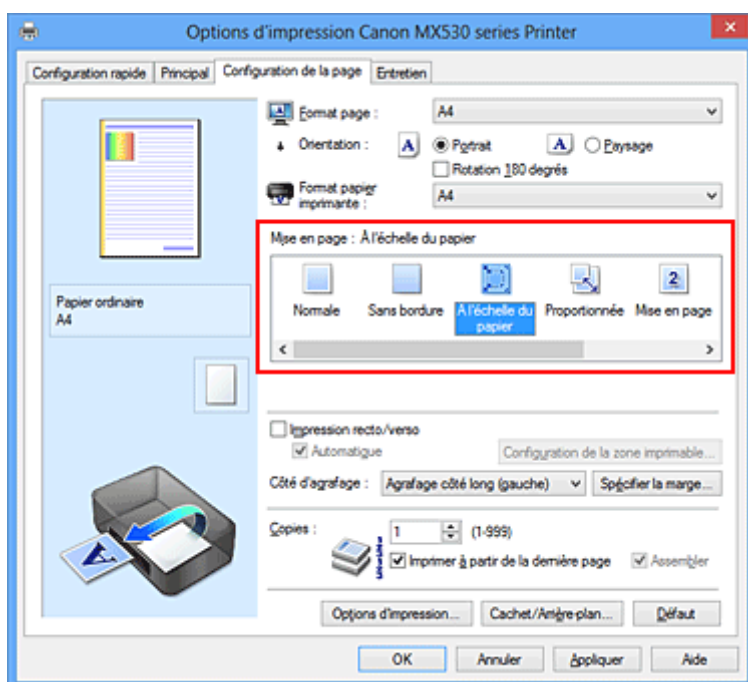 Options d'impression Canon MX530 series Printer
Configuration rapide Principal Configuration de la page Entretien
Format page : A4
Orientation : A Portrait A Paysage
Rotation 180 degrés
Format papier imprimante : A4
Mise en page : À l'échelle du papier
Normale Sans bordure À l'échelle du papier Proportionnée 2 Mise en page
Papier ordinaire
A4
Impression recto/verso
Automatique Configuration de la zone imprimable...
Côté d'agrafage : Agrafage côté long (gauche) Spécifier la marge...
Copies : 1 (1-999)
Imprimer à partir de la dernière page Assembler
Options d'impression... Cachet/Arrière-plan... Défaut
OK Annuler Appliquer Aide